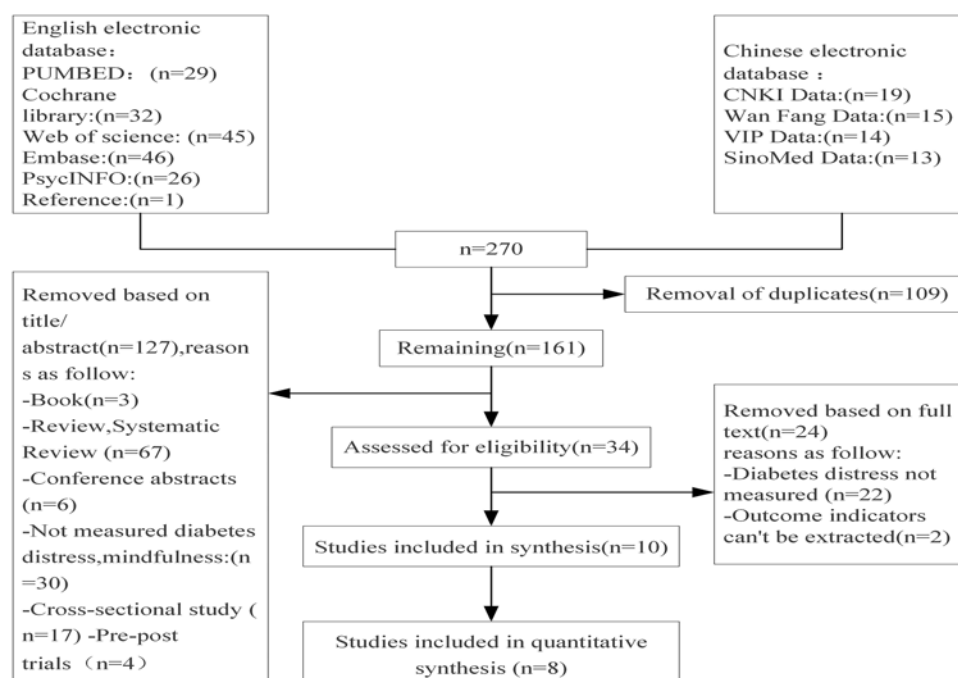 English electronic
database：
PUMBED： (n=29)
Cochrane
library:(n=32)
Web of science: (n=45)
Embase:(n=46)
PsycINFO:(n=26)
Reference:(n=1)
Chinese electronic
database：
CNKI Data:(n=19)
Wan Fang Data:(n=15)
VIP Data:(n=14)
SinoMed Data:(n=13)
n=270
Removal of duplicates(n=109)
Remaining(n=161)
Removed based on
title/
abstract(n=127),reason
s as follow:
-Book(n=3)
-Review,Systematic
Review (n=67)
-Conference abstracts
(n=6)
-Not measured diabetes
distress,mindfulness:(n
=30)
-Cross-sectional study (
n=17) -Pre-post
trials（n=4）
Assessed for eligibility(n=34)
Removed based on full
text(n=24)
reasons as follow:
-Diabetes distress not
measured (n=22)
-Outcome indicators
can't be extracted(n=2)
Studies included in synthesis(n=10)
Studies included in quantitative
synthesis (n=8)